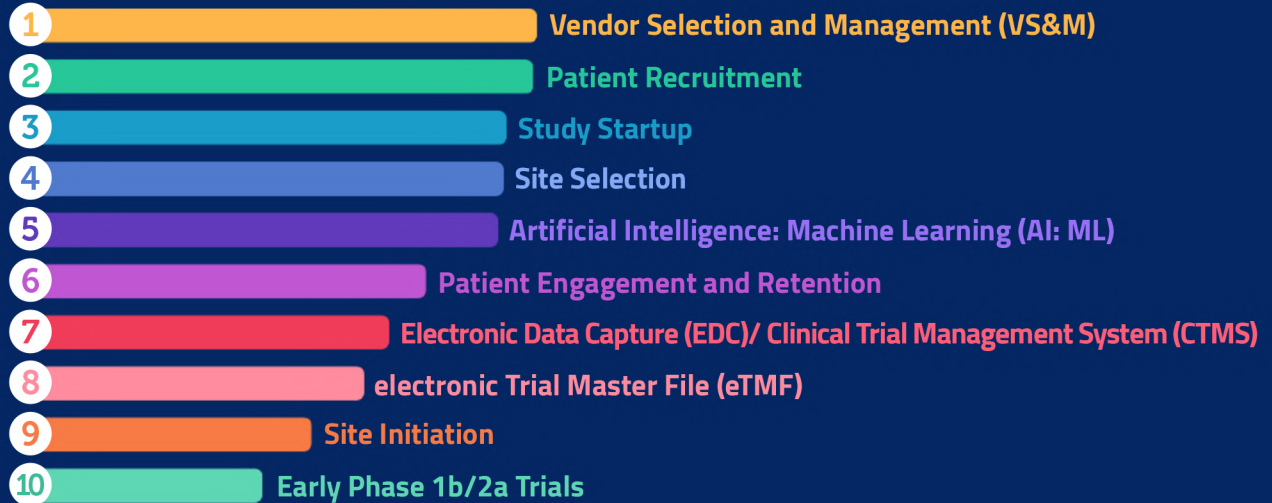 1 Vendor Selection and Management (VS&M)
2 Patient Recruitment
3 Study Startup
4 Site Selection
5 Artificial Intelligence: Machine Learning (AI: ML)
6 Patient Engagement and Retention
7 Electronic Data Capture (EDC)/ Clinical Trial Management System (CTMS)
8 electronic Trial Master File (eTMF)
9 Site Initiation
10 Early Phase 1b/2a Trials